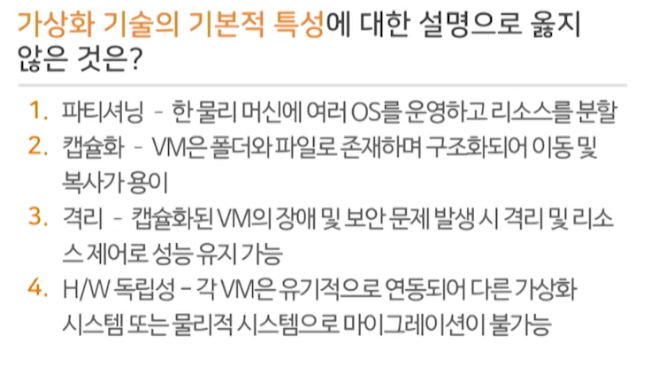 가상화 기술의 기본적 특성에 대한 설명으로 옳지
않은 것은?
1. 파티셔닝 - 한 물리 머신에 여러 OS를 운영하고 리소스를 분할
2. 캡슐화 - VM은 폴더와 파일로 존재하며 구조화되어 이동 및
복사가 용이
3. 격리 - 캡슐화된 VM의 장애 및 보안 문제 발생 시 격리 및 리소
스 제어로 성능 유지 가능
4. H/W 독립성 - 각 VM은 유기적으로 연동되어 다른 가상화
시스템 또는 물리적 시스템으로 마이그레이션이 불가능